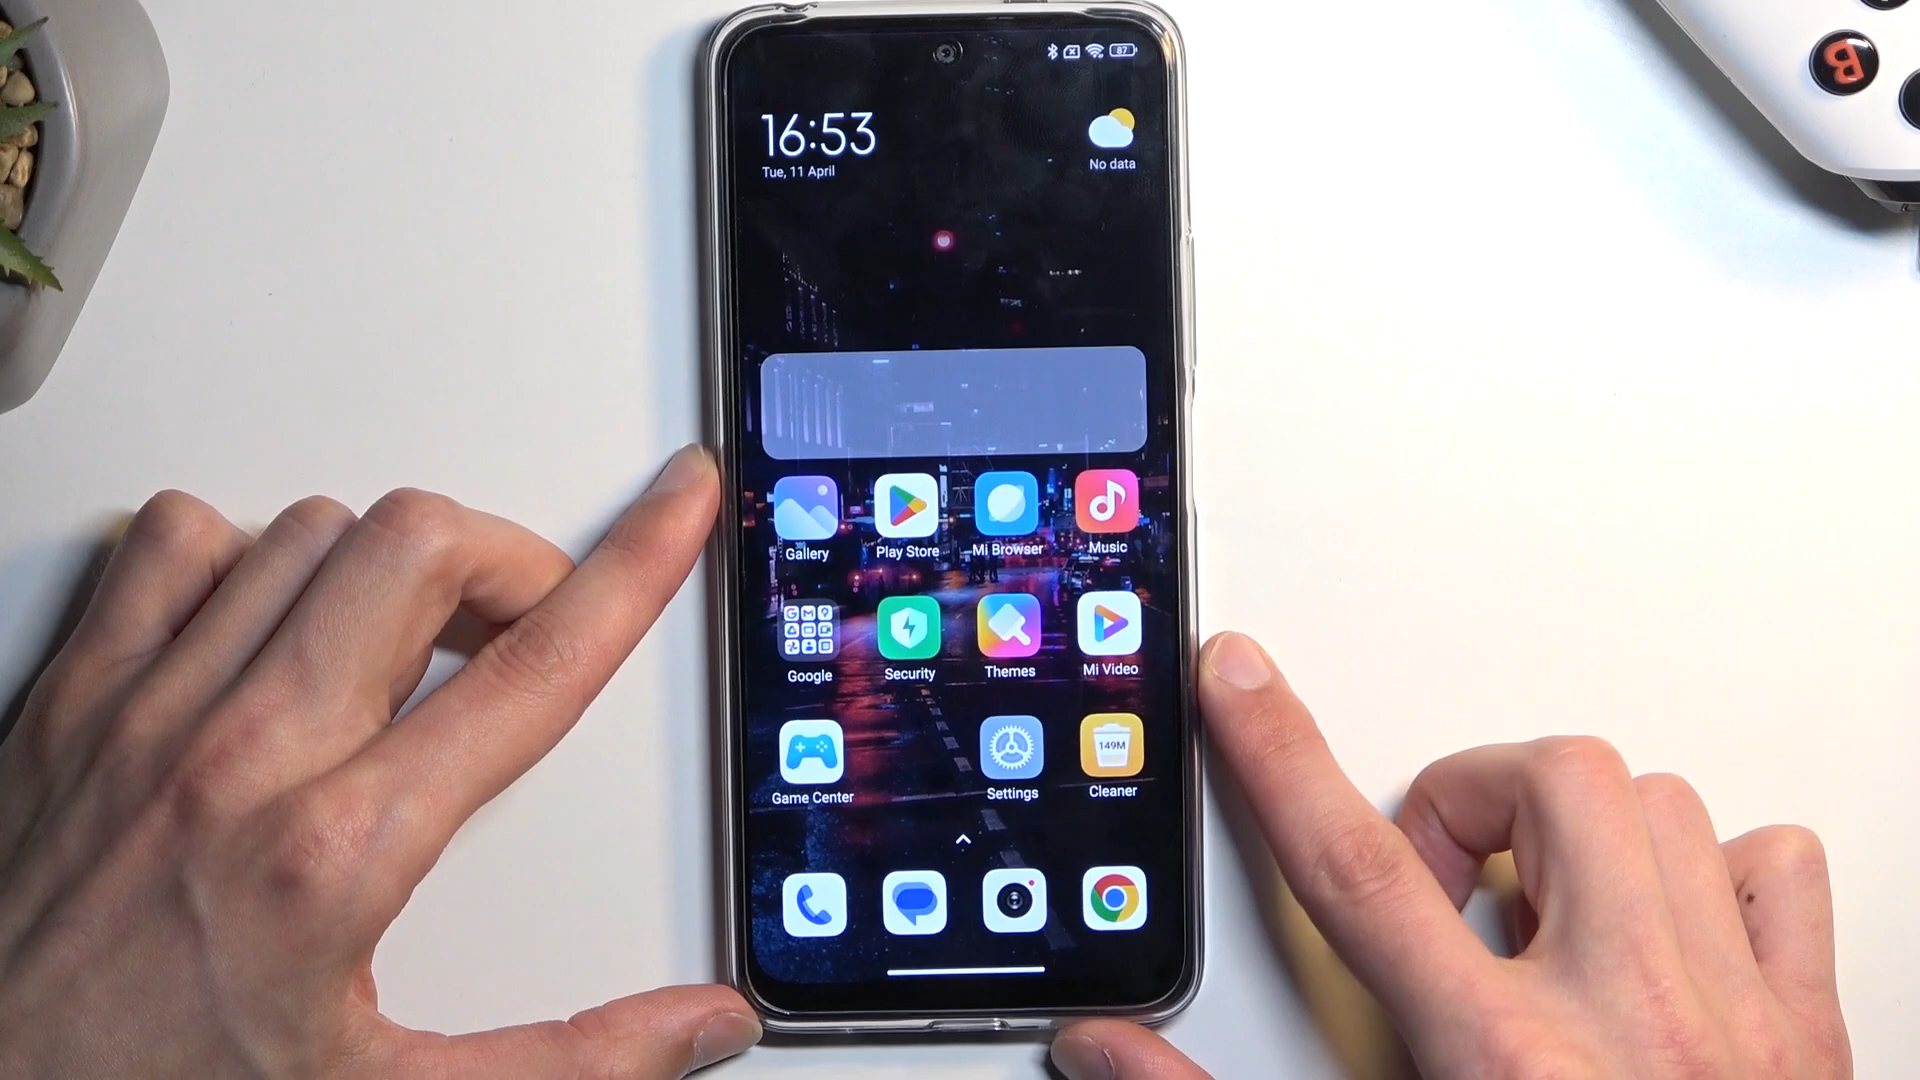 87
16:53
Tue, 11 April
No data
Gallery
Play Store
Mi Browser
Music
Google
Security
Themes
Mi Video
149M
Game Center
Settings
Cleaner
B